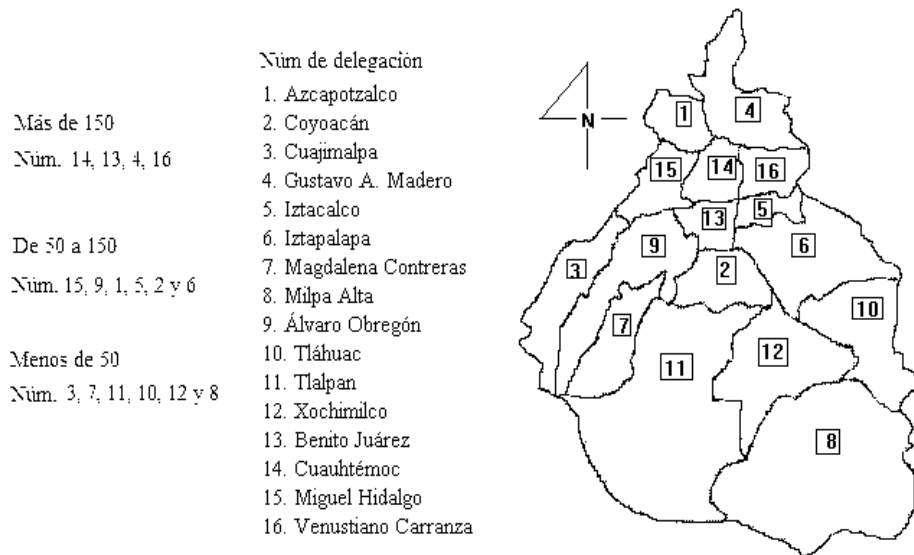 Más de 150
Núm. 14, 13, 4, 16
De 50 a 150
Núm. 15, 9, 1, 5, 2 y 6
Menos de 50
Núm. 3, 7, 11, 10, 12 y 8
Núm de delegación
1. Azcapotzalco
2. Coyoacán
3. Cuajimalpa
4. Gustavo A. Madero
5. Iztacalco
6. Iztapalapa
7. Magdalena Contreras
8. Milpa Alta
9. Álvaro Obregón
10. Tláhuac
11. Tlalpan
12. Xochimilco
13. Benito Juárez
14. Cuauhtémoc
15. Miguel Hidalgo
16. Venustiano Carranza
N
1
4
15
14
16
5
13
9
6
3
2
10
7
12
11
8